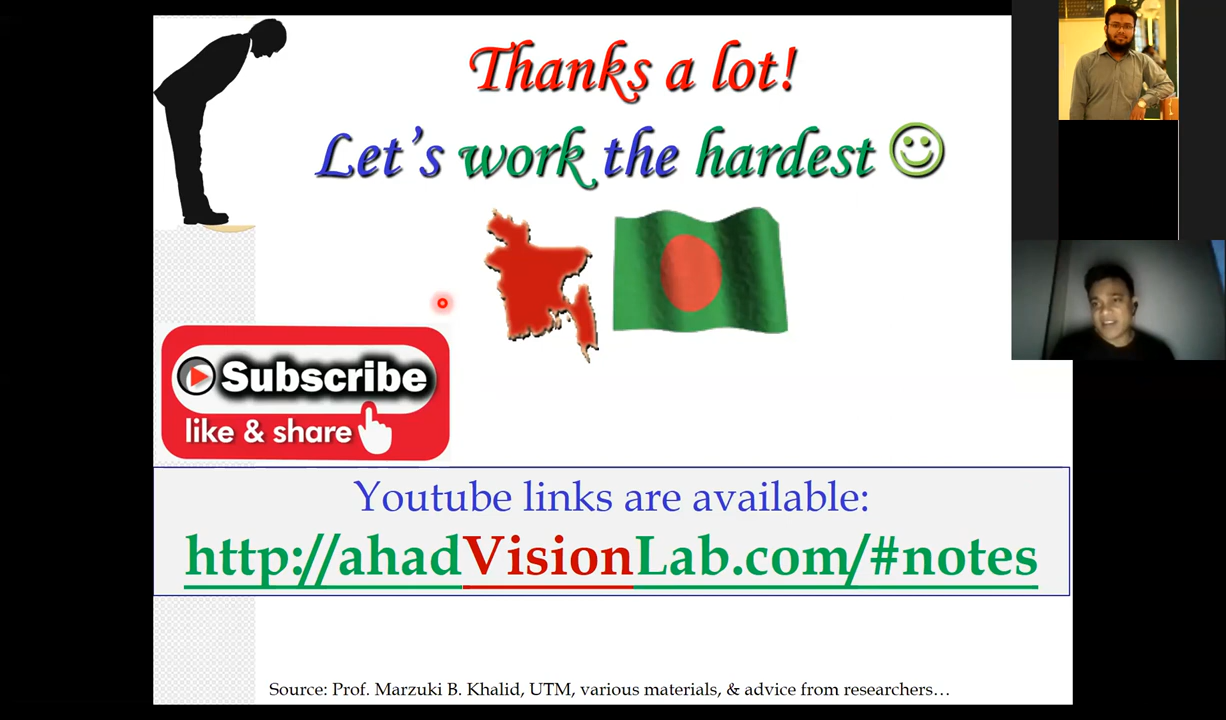 Thanks a lot!
Let's work the hardest
Subscribe
like & share
Youtube links are available:
http://ahadVisionLab.com/#notes
Source: Prof. Marzuki B. Khalid, UTM, various materials, & advice from researchers…